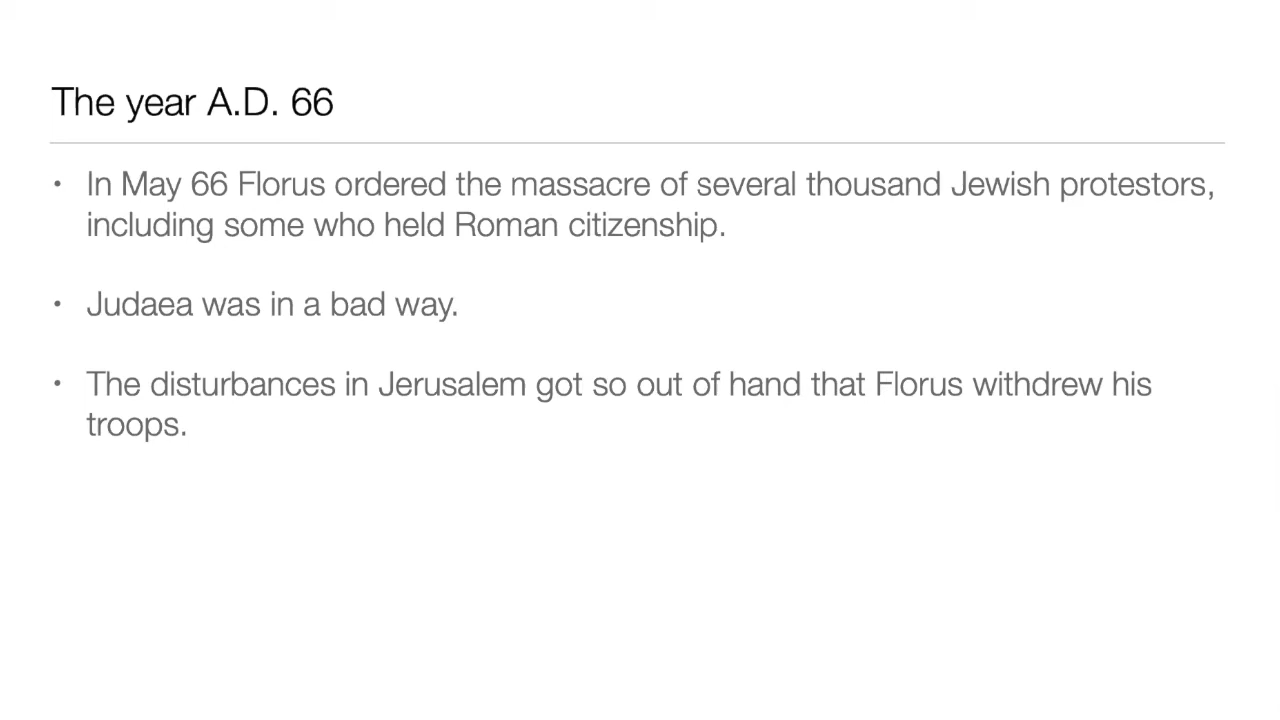 The year A.D. 66
• In May 66 Florus ordered the massacre of several thousand Jewish protestors,
including some who held Roman citizenship.
• Judaea was in a bad way.
• The disturbances in Jerusalem got so out of hand that Florus withdrew his
troops.